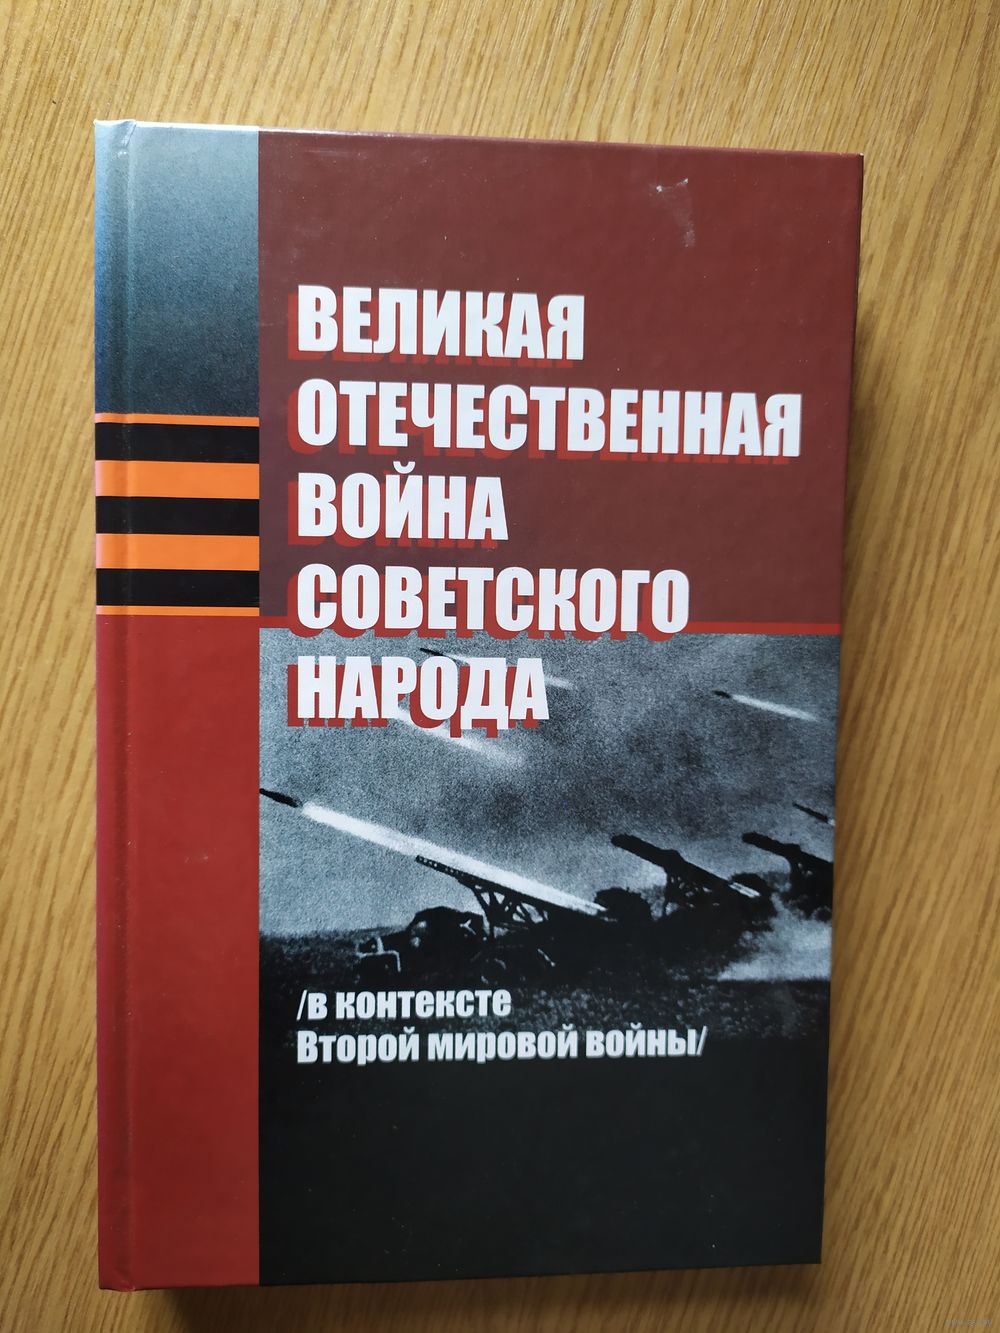 ВЕЛИКАЯ
ОТЕЧЕСТВЕННАЯ
ВОЙНА
СОВЕТСКОГО
НАРОДА
/в контексте
Второй мировой войны/